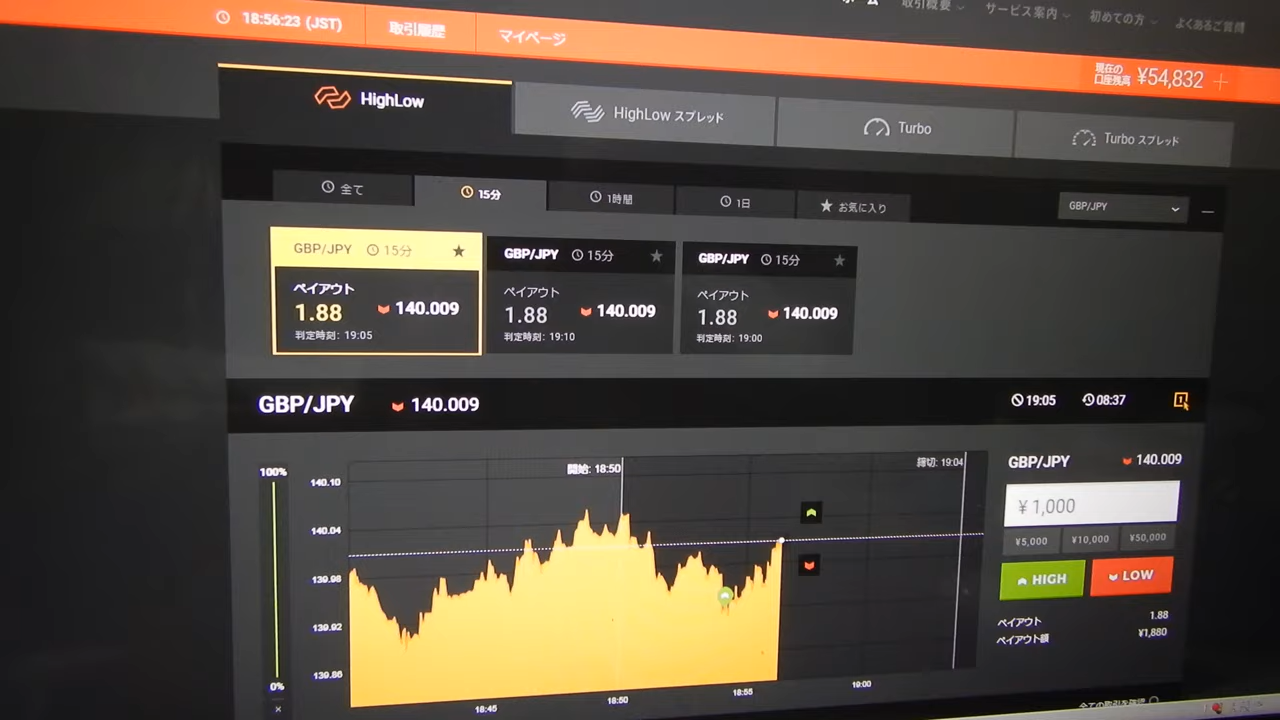 18:56:23 (JST)
取引履歴
マイページ
取引概要
サービス案内
初めての方
よくあるご質問
現在の
口座残高
¥54,832
HighLow
HighLow スプレッド
Turbo
Turbo スプレッド
全て
15分
1時間
1日
お気に入り
GBP/JPY
GBP/JPY 15分
ペイアウト
1.88 140.009
判定時刻: 19:05
GBP/JPY 15分
ペイアウト
1.88 140.009
判定時刻: 19:10
GBP/JPY 15分
ペイアウト
1.88 140.009
判定時刻: 19:00
GBP/JPY 140.009
19:05 08:37
100%
0%
×
140.10
140.04
139.98
139.92
139.86
開始: 18:50
締切: 19:04
18:45
18:50
18:55
19:00
GBP/JPY 140.009
¥ 1,000
¥5,000 ¥10,000 ¥50,000
HIGH LOW
ペイアウト 1.88
ペイアウト額 ¥1,880
全ての取引を確認